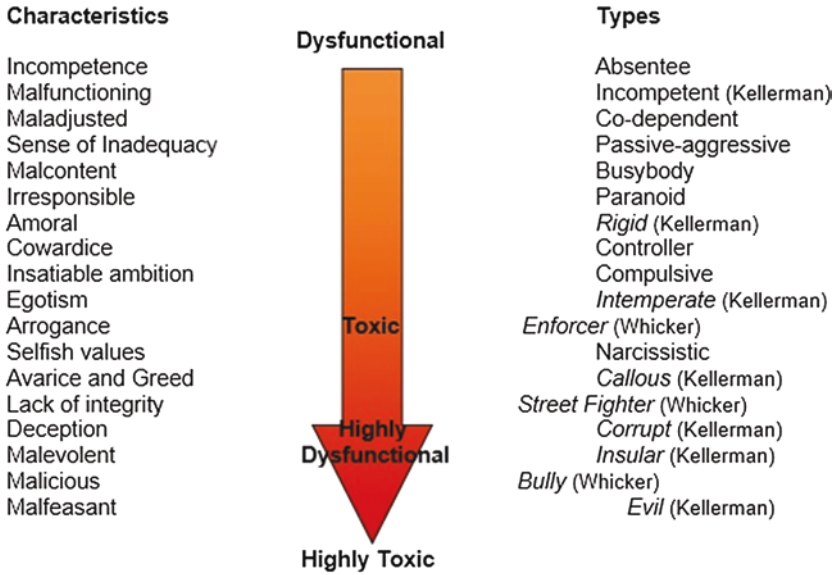 Characteristics
Incompetence
Malfunctioning
Maladjusted
Sense of Inadequacy
Malcontent
Irresponsible
Amoral
Cowardice
Insatiable ambition
Egotism
Arrogance
Selfish values
Avarice and Greed
Lack of integrity
Deception
Malevolent
Malicious
Malfeasant
Dysfunctional
Toxic
Highly
Dysfunctional
Highly Toxic
Types
Absentee
Incompetent (Kellerman)
Co-dependent
Passive-aggressive
Busybody
Paranoid
Rigid (Kellerman)
Controller
Compulsive
Intemperate (Kellerman)
Enforcer (Whicker)
Narcissistic
Callous (Kellerman)
Street Fighter (Whicker)
Corrupt (Kellerman)
Insular (Kellerman)
Bully (Whicker)
Evil (Kellerman)